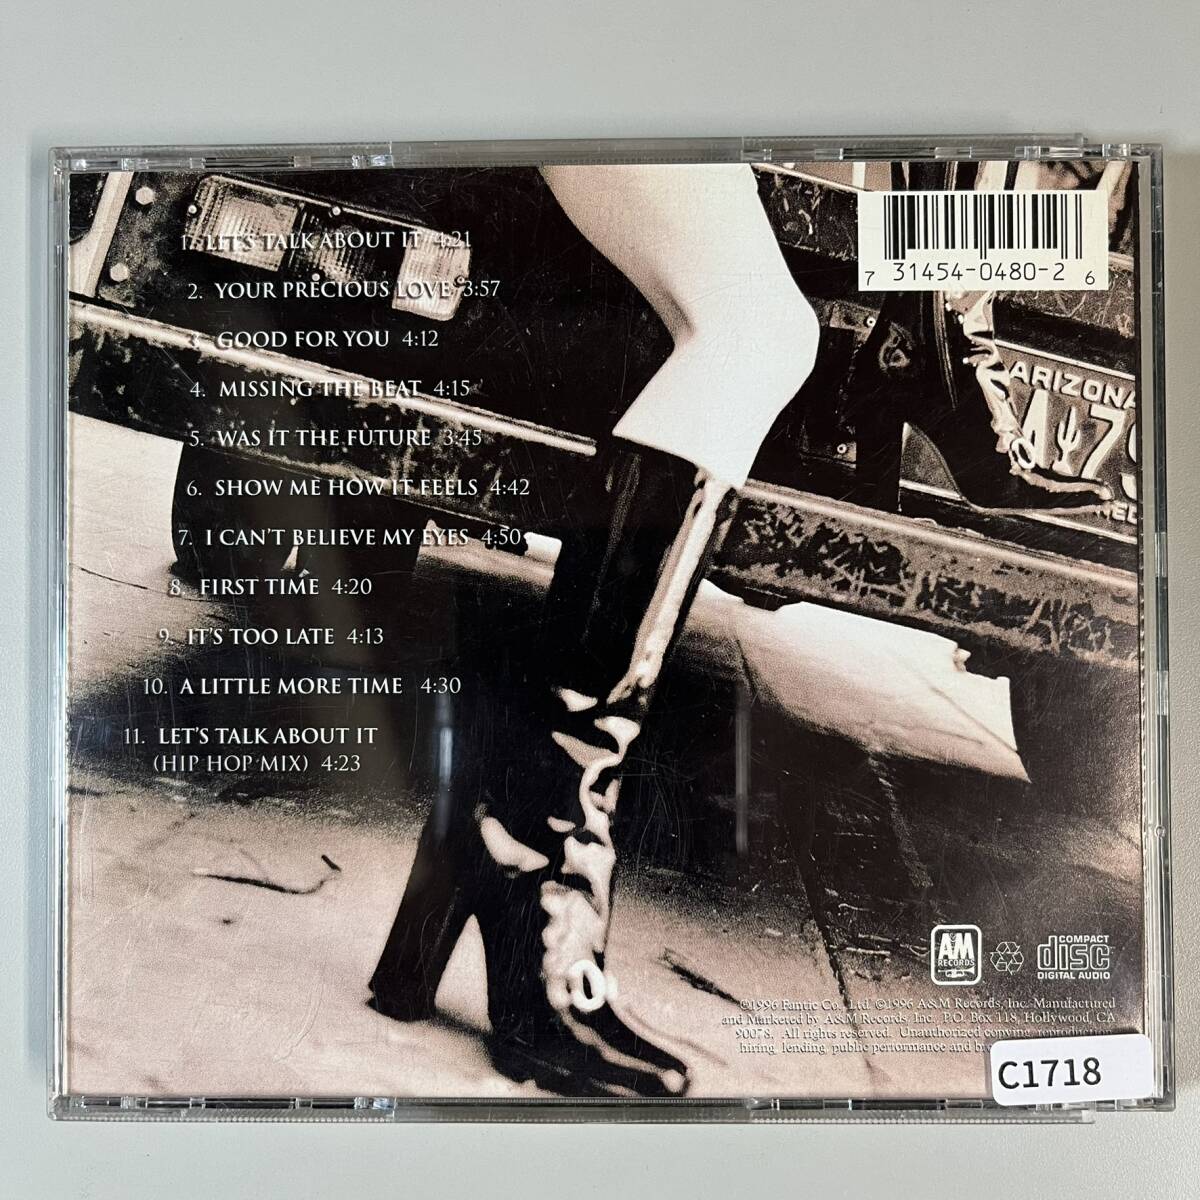 1. LET'S TALK ABOUT IT 4:21
2. YOUR PRECIOUS LOVE 3:57
3. GOOD FOR YOU 4:12
4. MISSING THE BEAT 4:15
5. WAS IT THE FUTURE 3:45
6. SHOW ME HOW IT FEELS 4:42
7. I CAN'T BELIEVE MY EYES 4:50
8. FIRST TIME 4:20
9. IT'S TOO LATE 4:13
10. A LITTLE MORE TIME 4:30
11. LET'S TALK ABOUT IT
(HIP HOP MIX) 4:23
7 31454-0480-2 6
ARIZONA
A 79
A&M
RECORDS
COMPACT
disc
DIGITAL AUDIO
℗1996 Fantic Co., Ltd. ©1996 A&M Records, Inc. Manufactured
and Marketed by A&M Records, Inc., P.O. Box 118, Hollywood, CA
90078. All rights reserved. Unauthorized copying, reproduction,
hiring, lending, public performance and
C1718